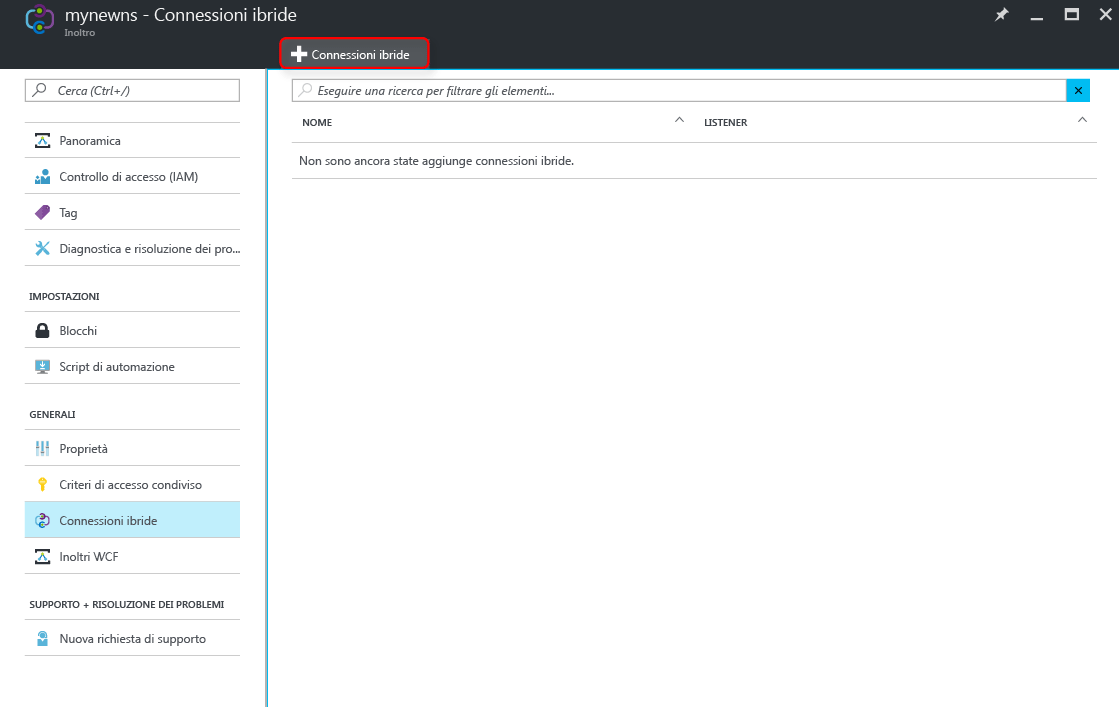 mynewns - Connessioni ibride
Inoltro
Connessioni ibride
Cerca (Ctrl+/)
Panoramica
Controllo di accesso (IAM)
Tag
Diagnostica e risoluzione dei pro...
IMPOSTAZIONI
Blocchi
Script di automazione
GENERALI
Proprietà
Criteri di accesso condiviso
Connessioni ibride
Inoltri WCF
SUPPORTO + RISOLUZIONE DEI PROBLEMI
Nuova richiesta di supporto
Eseguire una ricerca per filtrare gli elementi...
NOME LISTENER
Non sono ancora state aggiunge connessioni ibride.